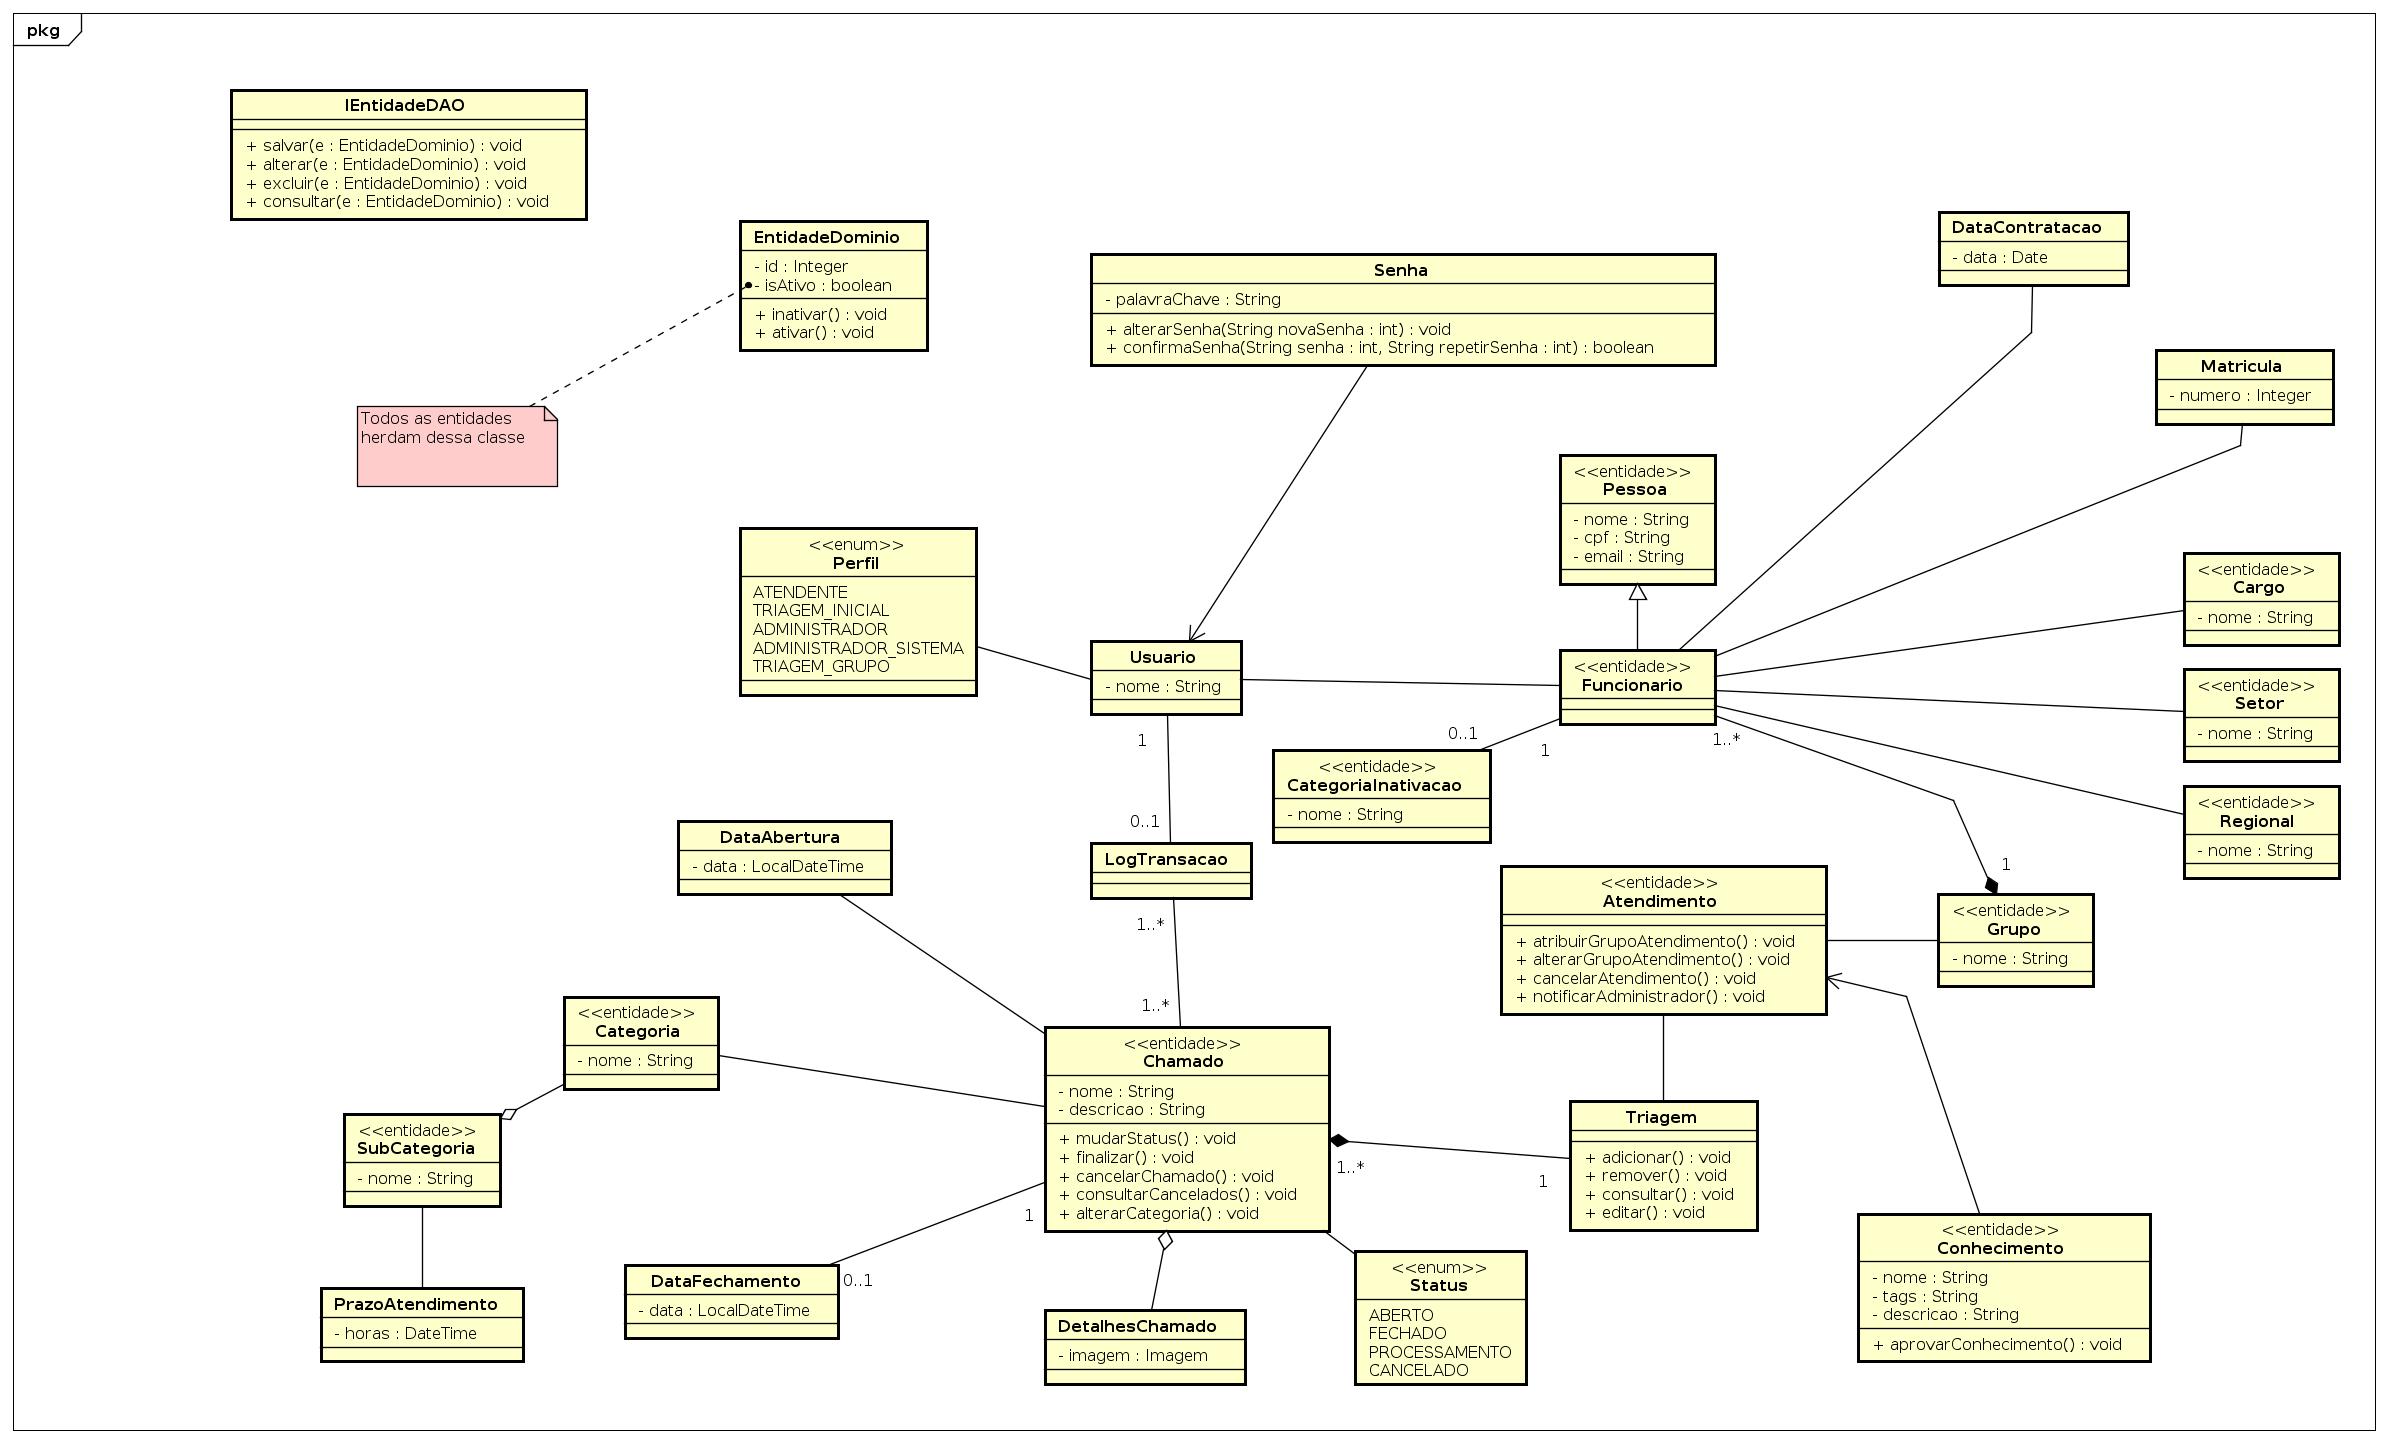 pkg
IEntidadeDAO
+ salvar(e : EntidadeDominio) : void
+ alterar(e : EntidadeDominio) : void
+ excluir(e : EntidadeDominio) : void
+ consultar(e : EntidadeDominio) : void
EntidadeDominio
- id : Integer
- isAtivo : boolean
+ inativar() : void
+ ativar() : void
Todos as entidades
herdam dessa classe
Senha
- palavraChave : String
+ alterarSenha(String novaSenha : int) : void
+ confirmaSenha(String senha : int, String repetirSenha : int) : boolean
DataContratacao
- data : Date
Matricula
- numero : Integer
<<entidade>>
Pessoa
- nome : String
- cpf : String
- email : String
<<enum>>
Perfil
ATENDENTE
TRIAGEM_INICIAL
ADMINISTRADOR
ADMINISTRADOR_SISTEMA
TRIAGEM_GRUPO
Usuario
- nome : String
<<entidade>>
Funcionario
<<entidade>>
Cargo
- nome : String
<<entidade>>
Setor
- nome : String
<<entidade>>
Regional
- nome : String
1
0..1
0..1
1
1..*
1
<<entidade>>
CategoriaInativacao
- nome : String
LogTransacao
1..*
1..*
DataAbertura
- data : LocalDateTime
<<entidade>>
Atendimento
+ atribuirGrupoAtendimento() : void
+ alterarGrupoAtendimento() : void
+ cancelarAtendimento() : void
+ notificarAdministrador() : void
<<entidade>>
Grupo
- nome : String
<<entidade>>
Categoria
- nome : String
<<entidade>>
SubCategoria
- nome : String
PrazoAtendimento
- horas : DateTime
<<entidade>>
Chamado
- nome : String
- descricao : String
+ mudarStatus() : void
+ finalizar() : void
+ cancelarChamado() : void
+ consultarCancelados() : void
+ alterarCategoria() : void
1..*
1
Triagem
+ adicionar() : void
+ remover() : void
+ consultar() : void
+ editar() : void
1
0..1
DataFechamento
- data : LocalDateTime
DetalhesChamado
- imagem : Imagem
<<enum>>
Status
ABERTO
FECHADO
PROCESSAMENTO
CANCELADO
<<entidade>>
Conhecimento
- nome : String
- tags : String
- descricao : String
+ aprovarConhecimento() : void